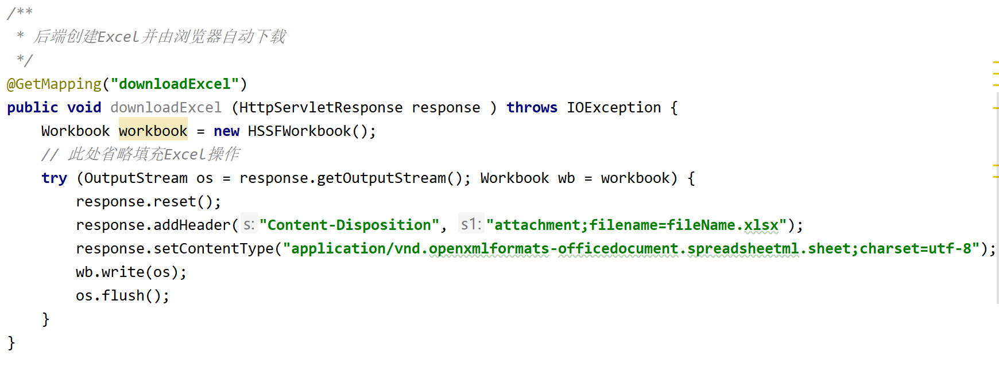 /**
 * 后端创建Excel并由浏览器自动下载
 */
@GetMapping("downloadExcel")
public void downloadExcel (HttpServletResponse response ) throws IOException {
    Workbook workbook = new HSSFWorkbook();
    // 此处省略填充Excel操作
    try (OutputStream os = response.getOutputStream(); Workbook wb = workbook) {
        response.reset();
        response.addHeader( s: "Content-Disposition", s1: "attachment;filename=fileName.xlsx");
        response.setContentType("application/vnd.openxmlformats-officedocument.spreadsheetml.sheet;charset=utf-8");
        wb.write(os);
        os.flush();
    }
}